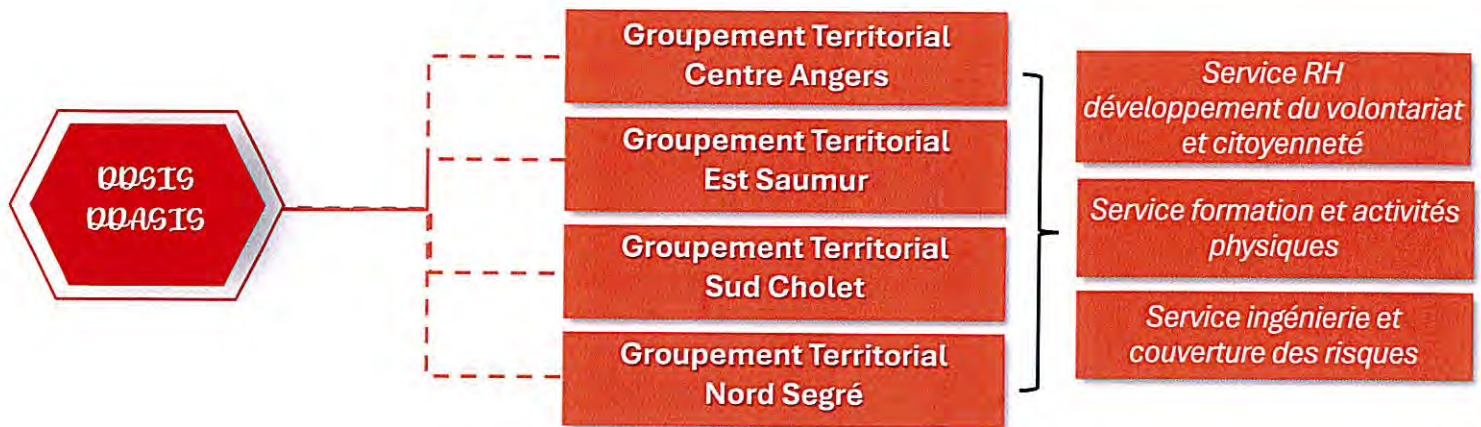 DDSIS
DDASIS
Groupement Territorial
Centre Angers
Groupement Territorial
Est Saumur
Groupement Territorial
Sud Cholet
Groupement Territorial
Nord Segré
Service RH
développement du volontariat
et citoyenneté
Service formation et activités
physiques
Service ingénierie et
couverture des risques